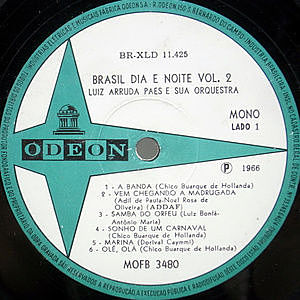 BR-XLD 11.425
BRASIL DIA E NOITE VOL. 2
LUIZ ARRUDA PAES E SUA ORQUESTRA
MONO
LADO 1
ODEON
P 1966
1 - A BANDA (Chico Buarque de Hollanda)
2 - VEM CHEGANDO A MADRUGADA
(Adil de Paula-Noel Rosa de
Oliveira) (ADDAF)
3 - SAMBA DO ORFEU (Luiz Bonfá-
Antônio Maria)
4 - SONHO DE UM CARNAVAL
(Chico Buarque de Hollanda)
5 - MARINA (Dorival Caymmi)
6 - OLÊ, OLÁ (Chico Buarque de Hollanda)
MOFB 3480